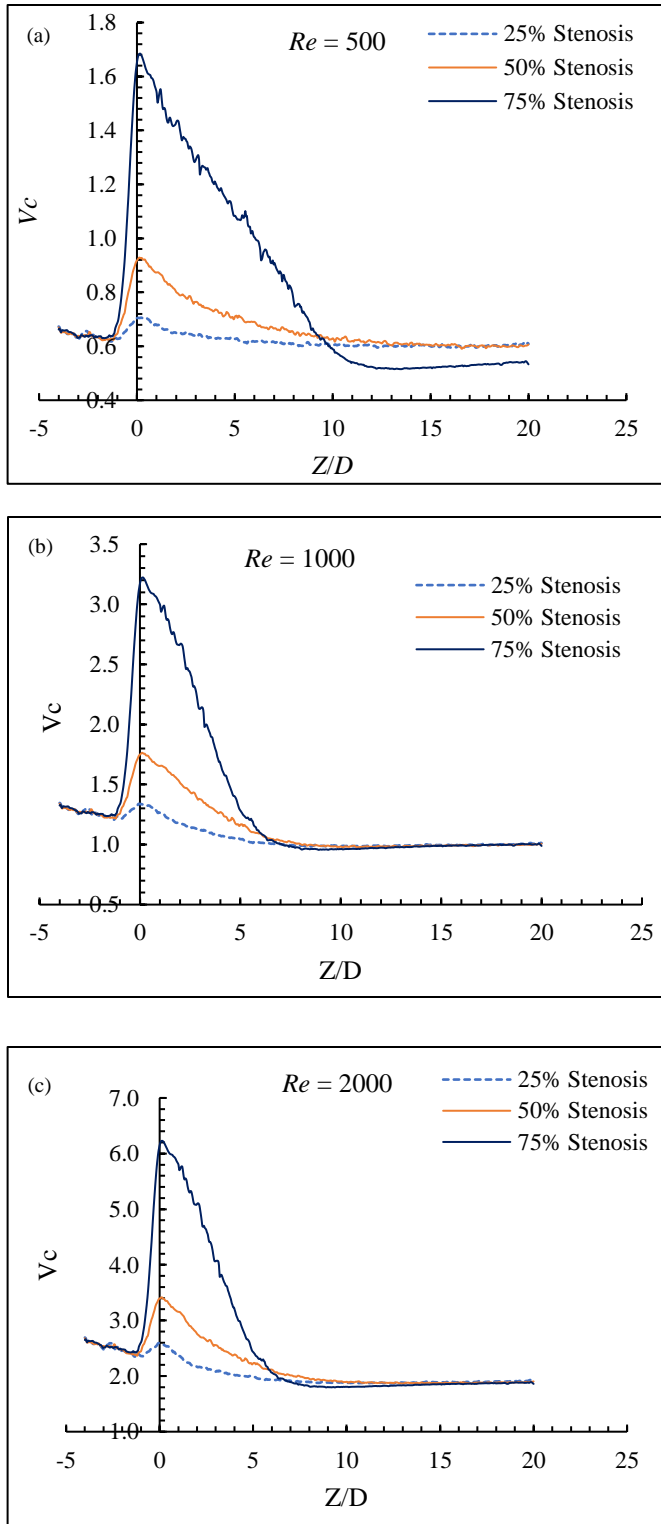 (a)
Re = 500
25% Stenosis
50% Stenosis
75% Stenosis
1.8
1.6
1.4
1.2
1.0
0.8
0.6
0.4
Vc
-5 0 5 10 15 20 25
Z/D
(b)
Re = 1000
25% Stenosis
50% Stenosis
75% Stenosis
3.5
3.0
2.5
2.0
1.5
1.0
0.5
Vc
-5 0 5 10 15 20 25
Z/D
(c)
Re = 2000
25% Stenosis
50% Stenosis
75% Stenosis
7.0
6.0
5.0
4.0
3.0
2.0
1.0
Vc
-5 0 5 10 15 20 25
Z/D